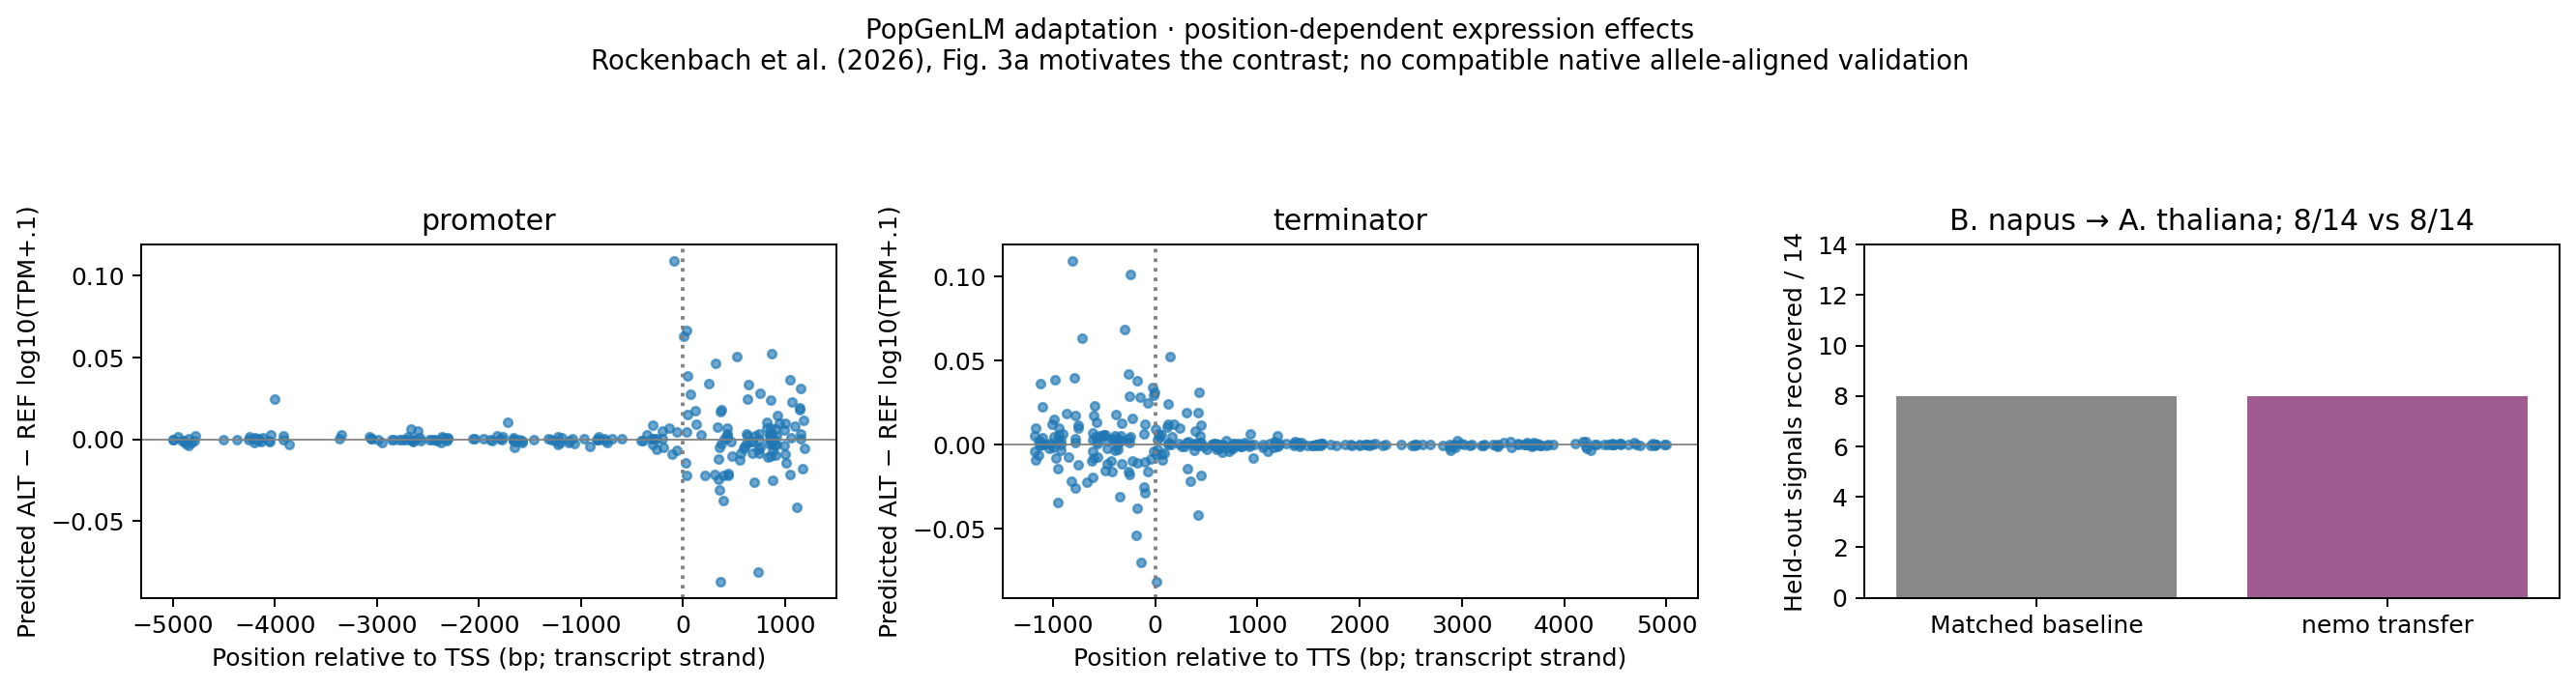 PopGenLM adaptation · position-dependent expression effects
Rockenbach et al. (2026), Fig. 3a motivates the contrast; no compatible native allele-aligned validation
promoter
Predicted ALT − REF log10(TPM+.1)
0.10
0.05
0.00
−0.05
−5000 −4000 −3000 −2000 −1000 0 1000
Position relative to TSS (bp; transcript strand)
terminator
Predicted ALT − REF log10(TPM+.1)
0.10
0.05
0.00
−0.05
−1000 0 1000 2000 3000 4000 5000
Position relative to TTS (bp; transcript strand)
B. napus → A. thaliana; 8/14 vs 8/14
Held-out signals recovered / 14
14
12
10
8
6
4
2
0
Matched baseline nemo transfer